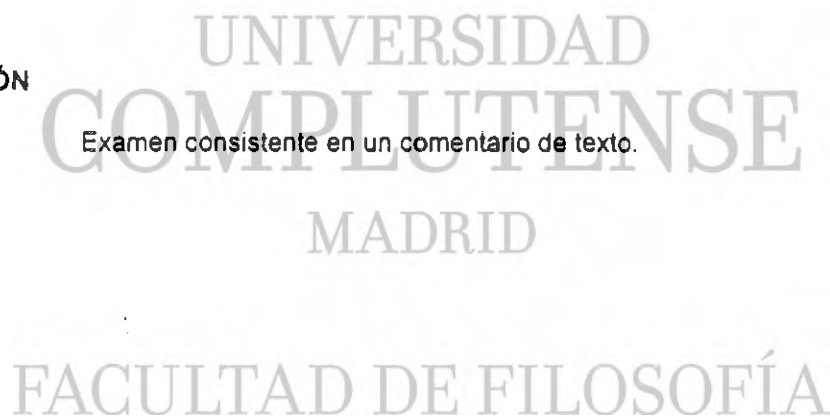 UNIVERSIDAD
ÓN
COMPLUTENSE
Examen consistente en un comentario de texto.
MADRID
FACULTAD DE FILOSOFÍA